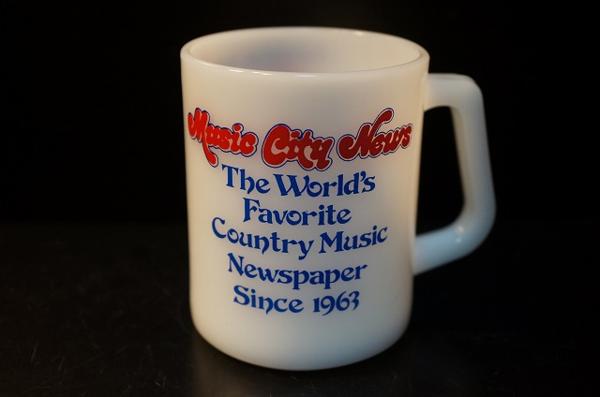 Music City News
The World's
Favorite
Country Music
Newspaper
Since 1963